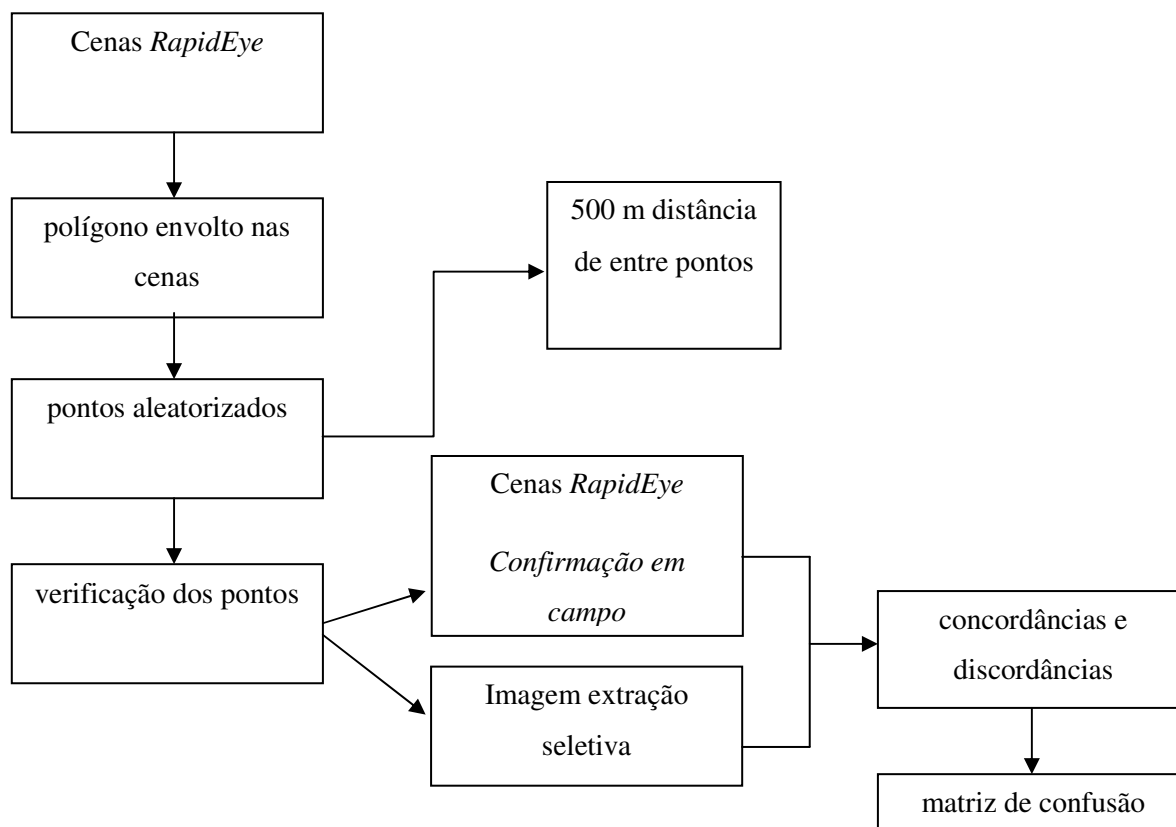 Cenas RapidEye
polígono envolto nas
cenas
500 m distância
de entre pontos
pontos aleatorizados
verificação dos pontos
Cenas RapidEye
Confirmação em
campo
Imagem extração
seletiva
concordâncias e
discordâncias
matriz de confusão